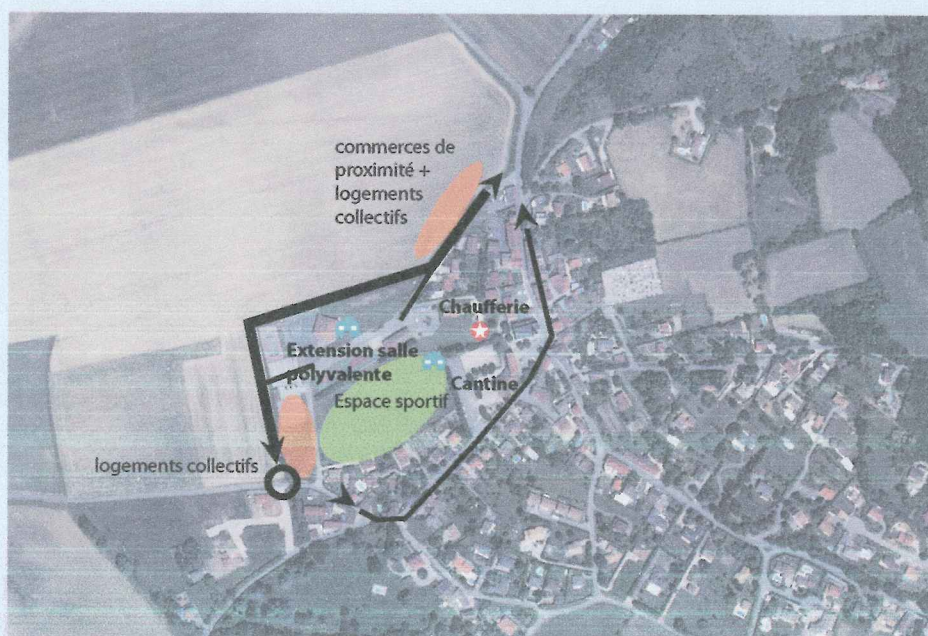 commerces de
proximité +
logements
collectifs
Chaufferie
Extension salle
polyvalente
Cantine
Espace sportif
logements collectifs